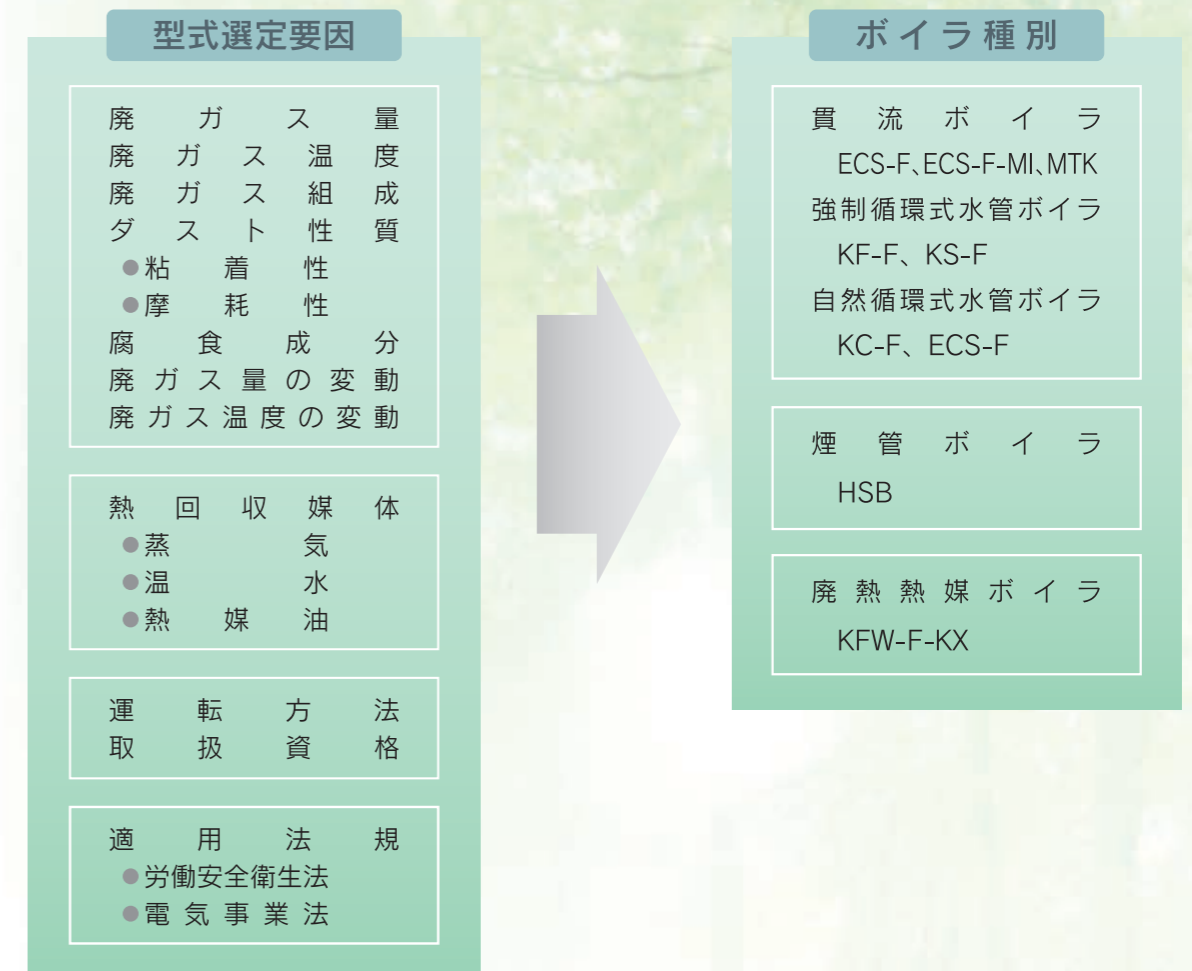 型式選定要因
廃ガス量
廃ガス温度
廃ガス組成
ダスト性質
●粘着性
●摩耗性
腐食成分
廃ガス量の変動
廃ガス温度の変動
熱回収媒体
●蒸気
●温水
●熱媒油
運転方法
取扱資格
適用法規
●労働安全衛生法
●電気事業法
ボイラ種別
貫流ボイラ
ECS-F、ECS-F-MI、MTK
強制循環式水管ボイラ
KF-F、KS-F
自然循環式水管ボイラ
KC-F、ECS-F
煙管ボイラ
HSB
廃熱熱媒ボイラ
KFW-F-KX